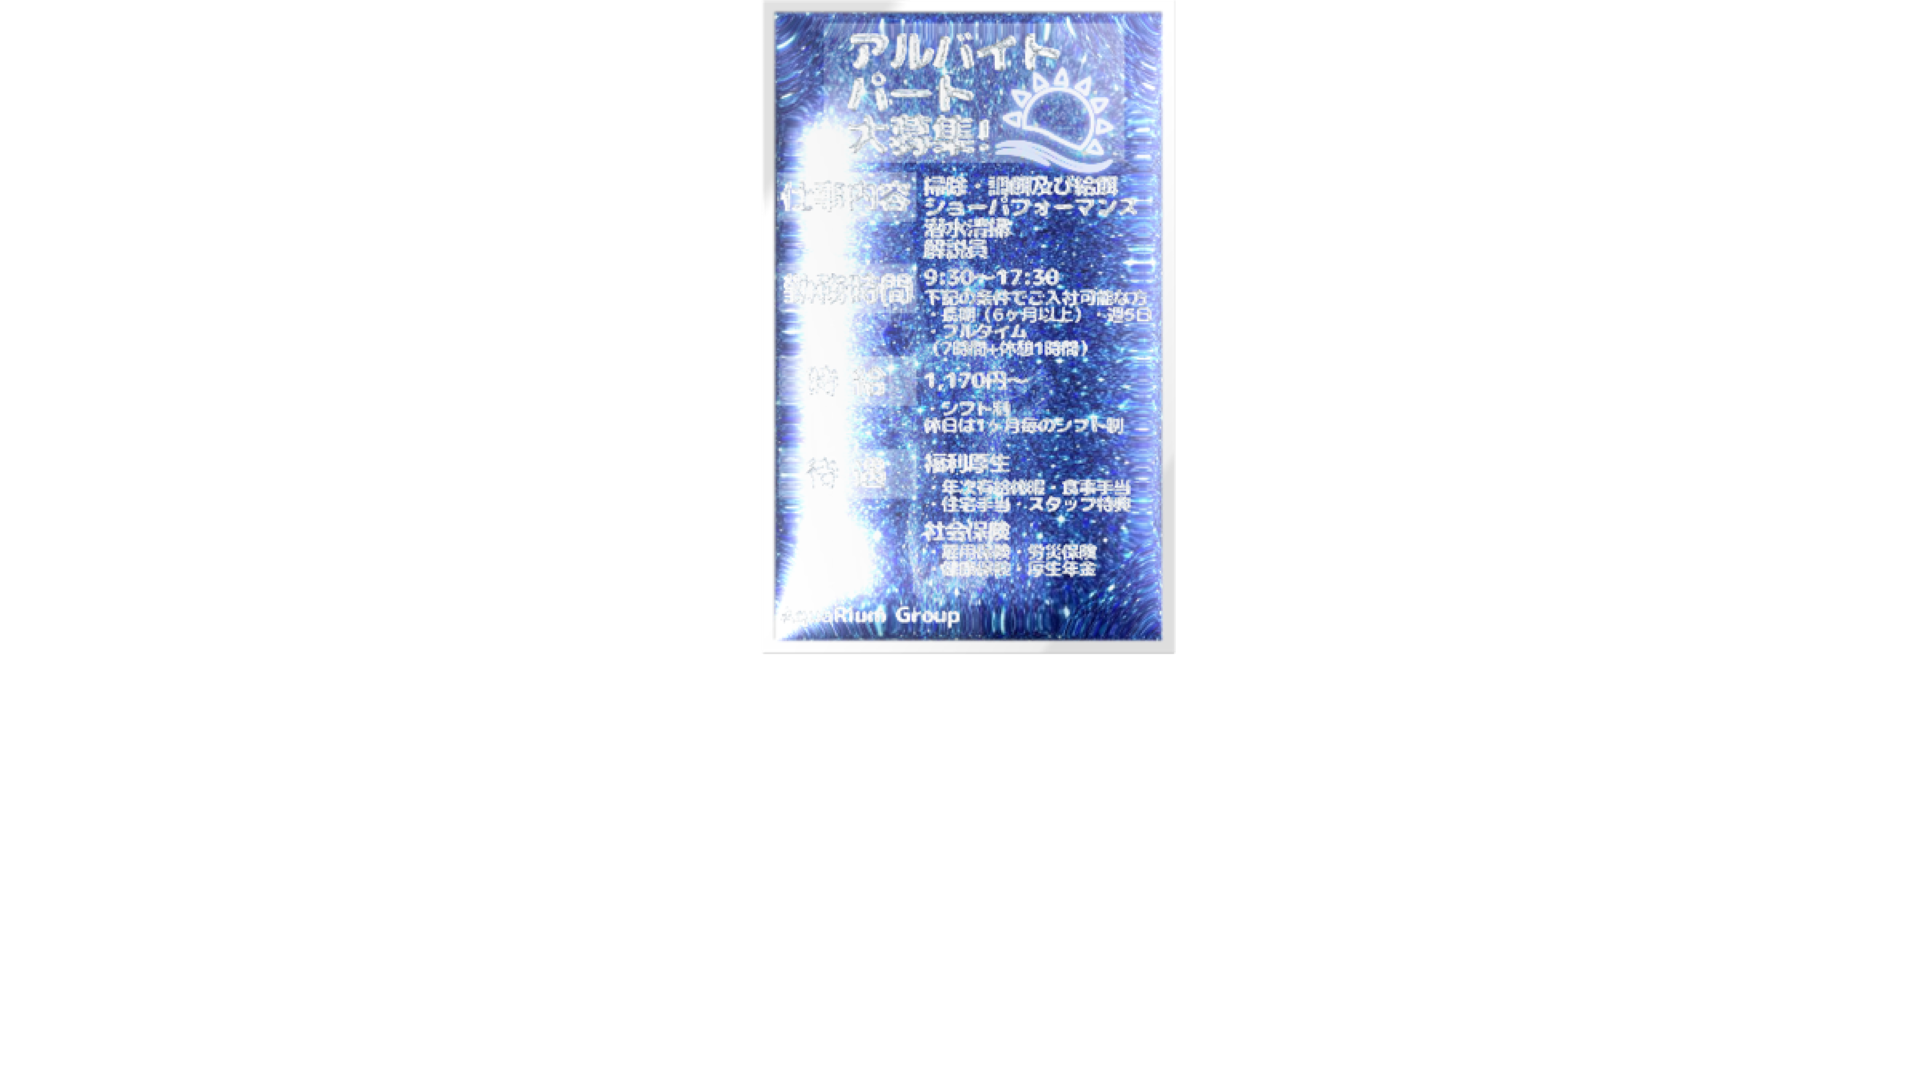 アルバイト
パート
大募集!
仕事内容
掃除・調餌及び給餌
ショーパフォーマンス
潜水清掃
解説員
勤務時間
9:30～17:30
下記の条件でご入社可能な方
・長期（6ヶ月以上）・週5日
・フルタイム
（7時間+休憩1時間）
時 給
1,170円～
・シフト制
休日は1ヶ月毎のシフト制
待 遇
福利厚生
・年次有給休暇・食事手当
・住宅手当・スタッフ特典
社会保険
・雇用保険・労災保険
・健康保険・厚生年金
AquaRium Group